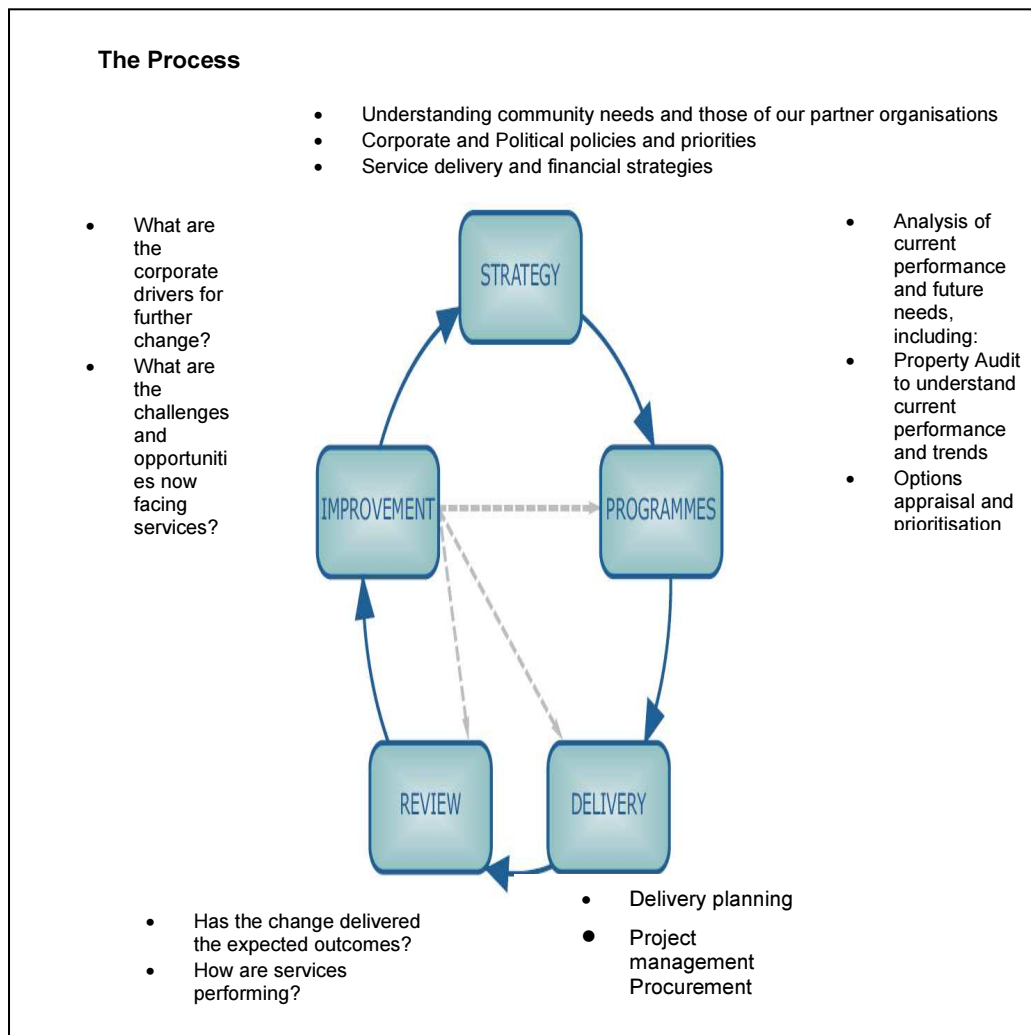 The Process
• Understanding community needs and those of our partner organisations
• Corporate and Political policies and priorities
• Service delivery and financial strategies
• What are
the
corporate
drivers for
further
change?
• What are
the
challenges
and
opportuniti
es now
facing
services?
• Analysis of
current
performance
and future
needs,
including:
• Property Audit
to understand
current
performance
and trends
• Options
appraisal and
prioritisation
STRATEGY
IMPROVEMENT
PROGRAMMES
REVIEW
DELIVERY
• Has the change delivered
the expected outcomes?
• How are services
performing?
• Delivery planning
• Project
management
Procurement